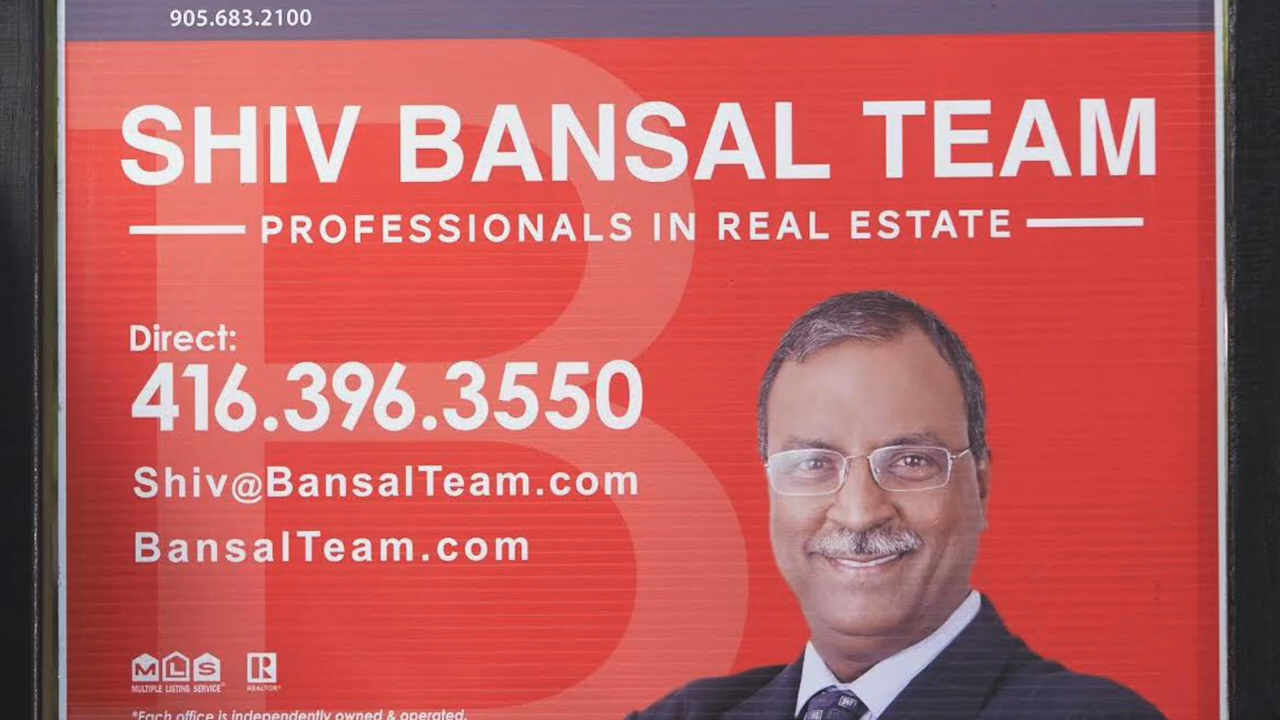 905.683.2100
SHIV BANSAL TEAM
PROFESSIONALS IN REAL ESTATE
Direct:
416.396.3550
Shiv@BansalTeam.com
BansalTeam.com
MLS R
MULTIPLE LISTING SERVICE® REALTOR®
*Each office is independently owned & operated.